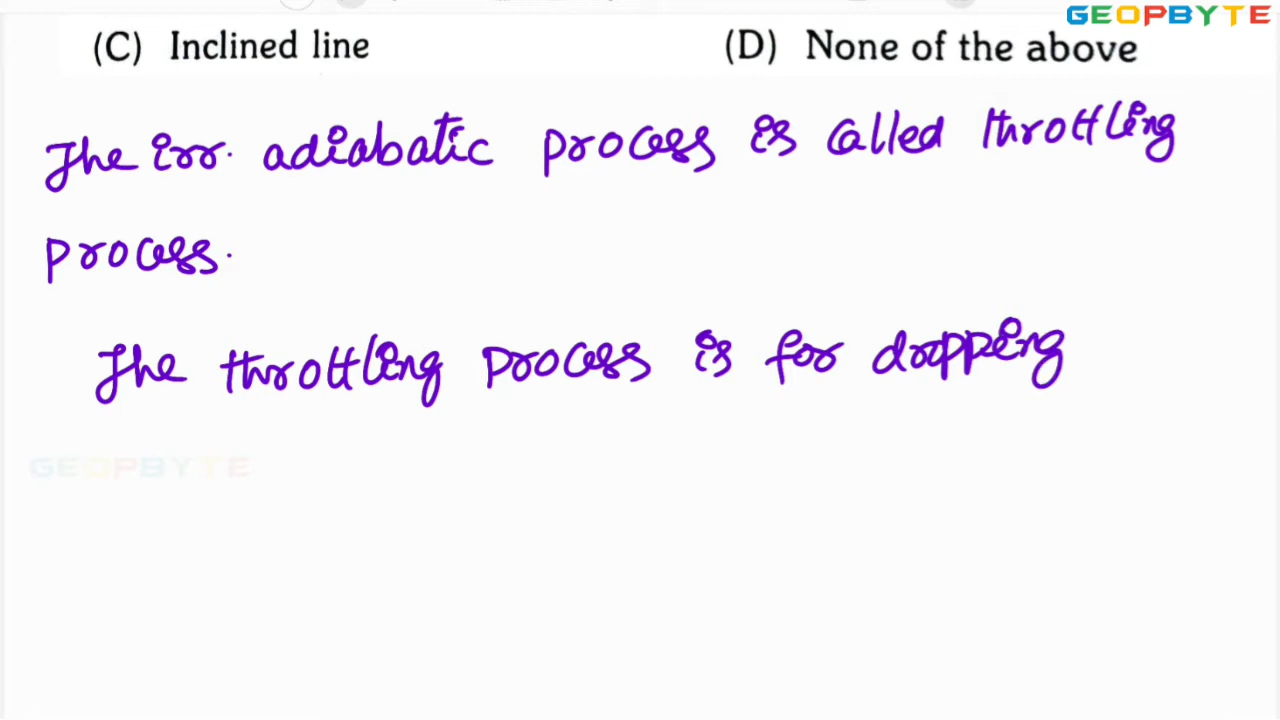 GEOPBYTE
(C) Inclined line (D) None of the above
The irr. adiabatic process is called throttling
process.
The throttling process is for dropping
GEOPBYTE